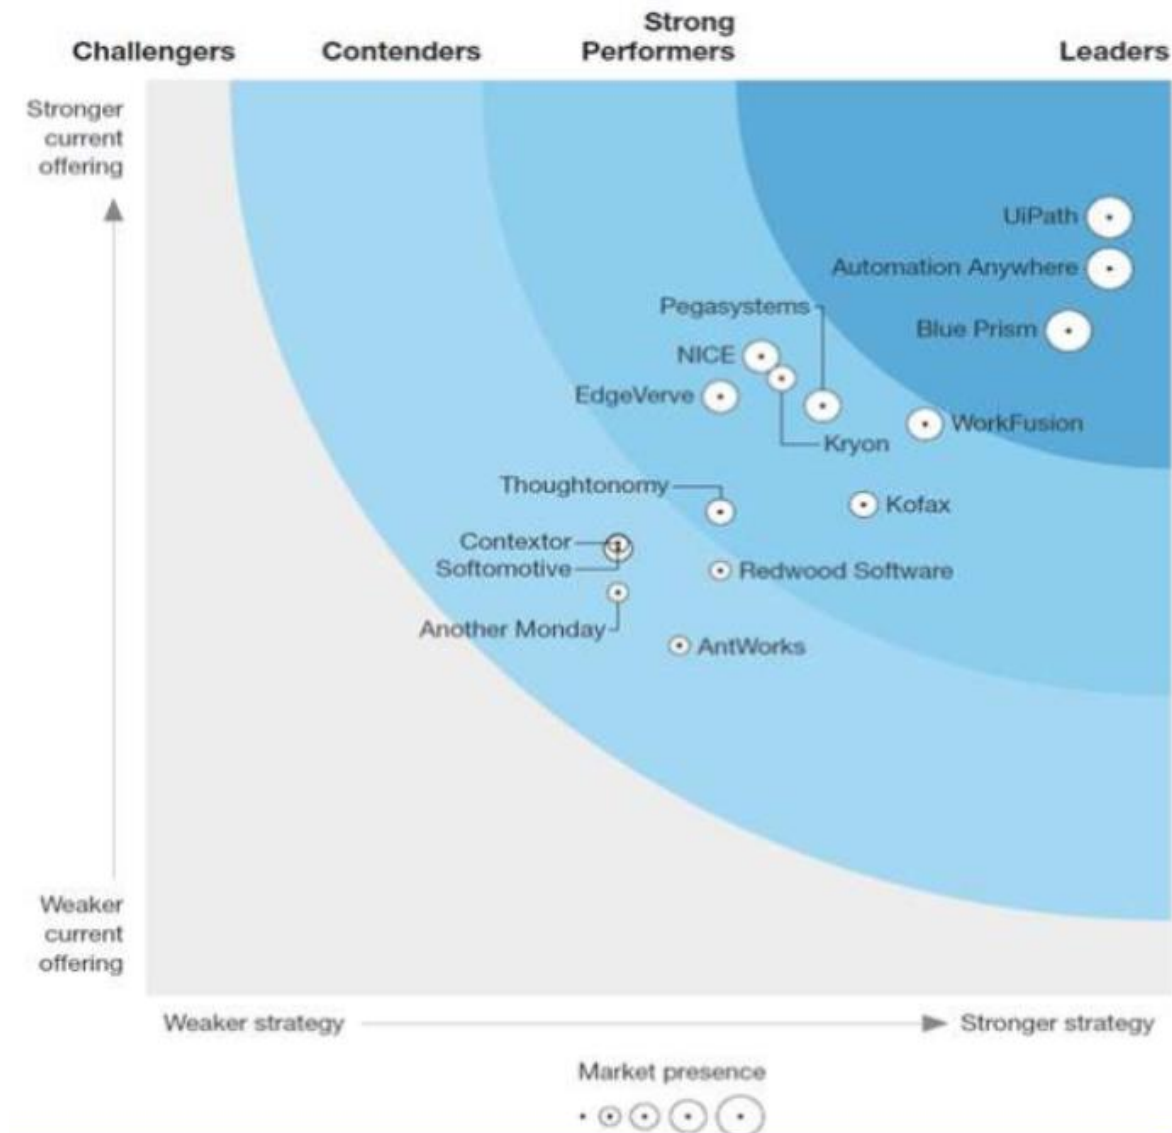 Strong
Challengers Contenders Performers Leaders
Stronger
current
offering
UiPath
Automation Anywhere
Pegasystems
Blue Prism
NICE
EdgeVerve
WorkFusion
Kryon
Thoughtonomy
Kofax
Contextor
Softomotive
Redwood Software
Another Monday
AntWorks
Weaker
current
offering
Weaker strategy Stronger strategy
Market presence